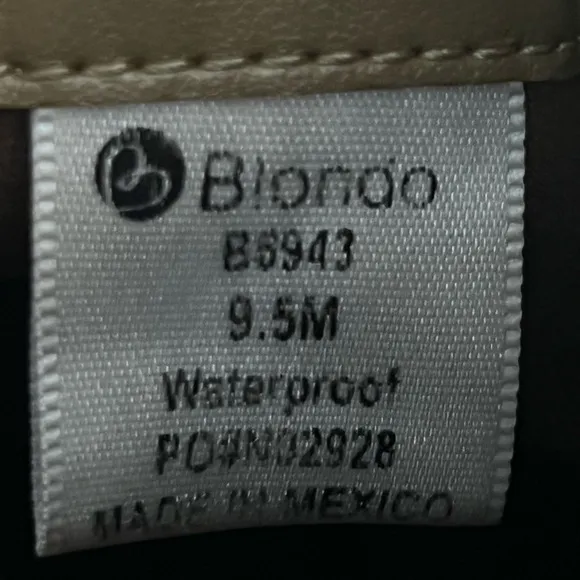 Blondo
B6943
9.5M
Waterproof
PO#N02928
MADE IN MEXICO